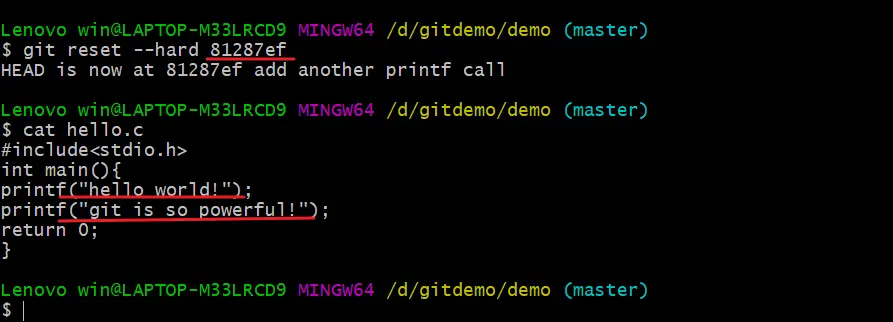 Lenovo win@LAPTOP-M33LRCD9 MINGW64 /d/gitdemo/demo (master)
$ git reset --hard 81287ef
HEAD is now at 81287ef add another printf call
Lenovo win@LAPTOP-M33LRCD9 MINGW64 /d/gitdemo/demo (master)
$ cat hello.c
#include<stdio.h>
int main(){
printf("hello world!");
printf("git is so powerful!");
return 0;
}
Lenovo win@LAPTOP-M33LRCD9 MINGW64 /d/gitdemo/demo (master)
$